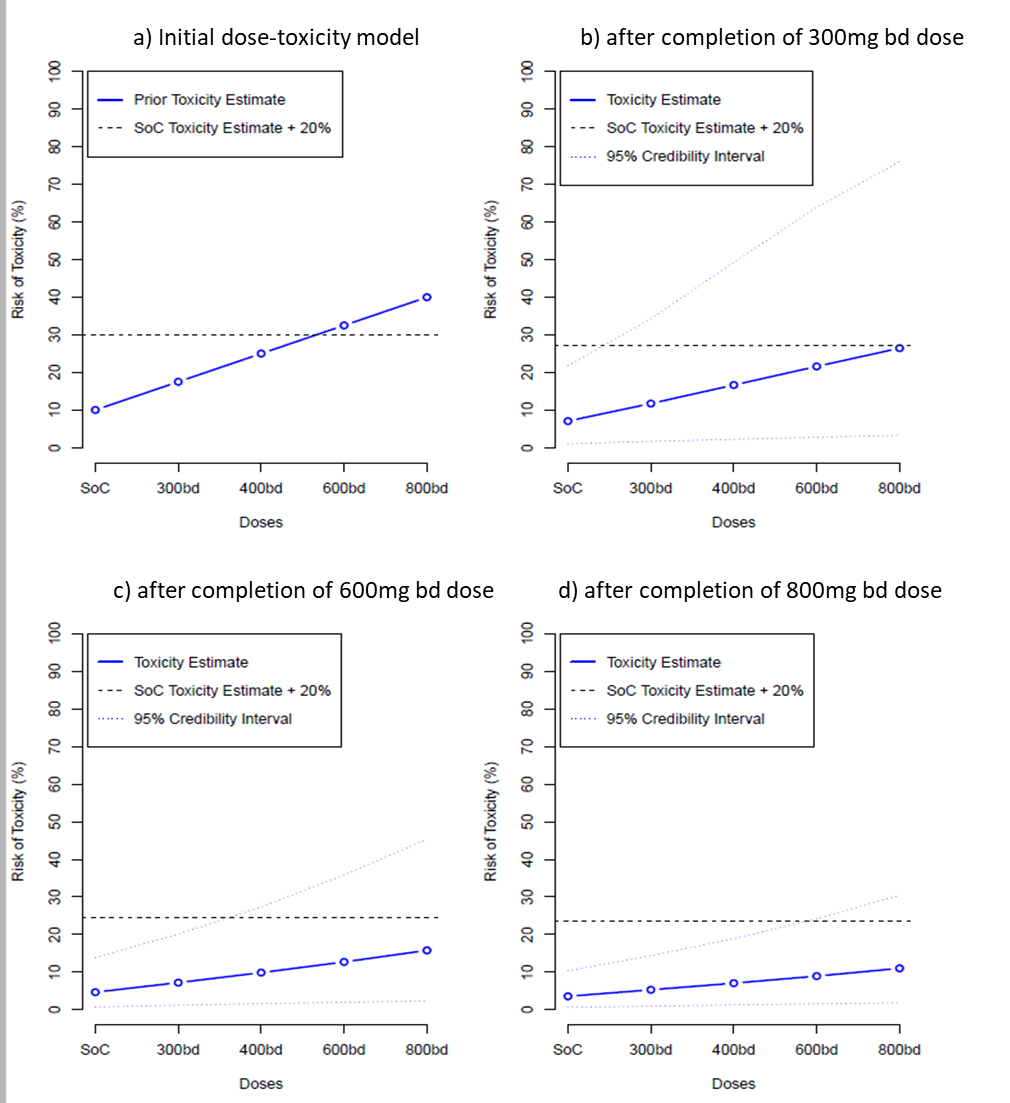 a) Initial dose-toxicity model
100
90
80
70
60
50
40
30
20
10
0
Risk of Toxicity (%)
Prior Toxicity Estimate
SoC Toxicity Estimate + 20%
SoC 300bd 400bd 600bd 800bd
Doses
b) after completion of 300mg bd dose
100
90
80
70
60
50
40
30
20
10
0
Risk of Toxicity (%)
Toxicity Estimate
SoC Toxicity Estimate + 20%
95% Credibility Interval
SoC 300bd 400bd 600bd 800bd
Doses
c) after completion of 600mg bd dose
100
90
80
70
60
50
40
30
20
10
0
Risk of Toxicity (%)
Toxicity Estimate
SoC Toxicity Estimate + 20%
95% Credibility Interval
SoC 300bd 400bd 600bd 800bd
Doses
d) after completion of 800mg bd dose
100
90
80
70
60
50
40
30
20
10
0
Risk of Toxicity (%)
Toxicity Estimate
SoC Toxicity Estimate + 20%
95% Credibility Interval
SoC 300bd 400bd 600bd 800bd
Doses